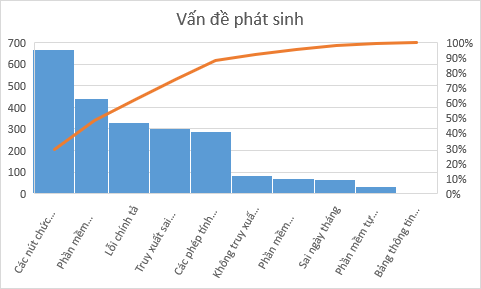 Vấn đề phát sinh
700
600
500
400
300
200
100
0
100%
90%
80%
70%
60%
50%
40%
30%
20%
10%
0%
Các nút chức...
Phần mềm...
Lỗi chính tả
Truy xuất sai...
Các phép tính...
Không truy xuấ...
Phần mềm...
Sai ngày tháng
Phần mềm tự...
Bảng thông tin...